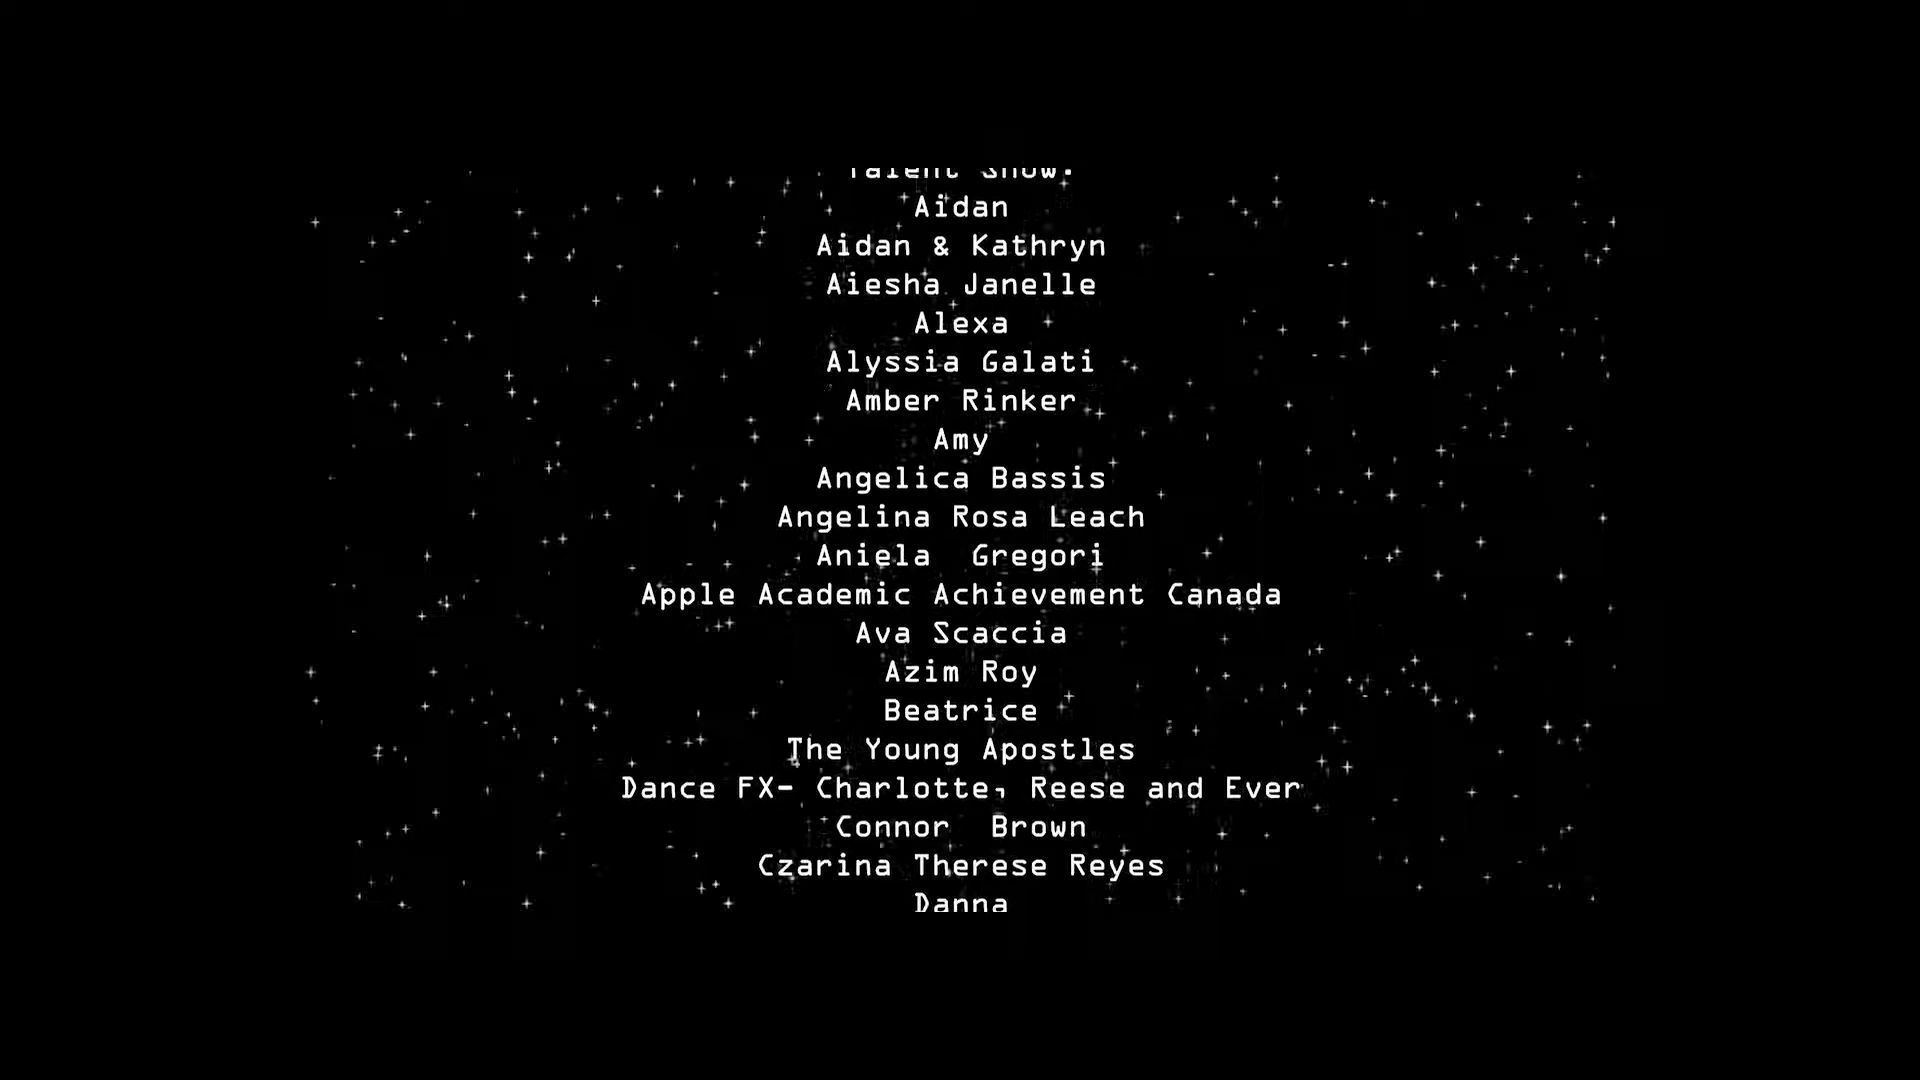 Talent Show:
Aidan
Aidan & Kathryn
Aiesha Janelle
Alexa
Alyssia Galati
Amber Rinker
Amy
Angelica Bassis
Angelina Rosa Leach
Aniela  Gregori
Apple Academic Achievement Canada
Ava Scaccia
Azim Roy
Beatrice
The Young Apostles
Dance FX- Charlotte, Reese and Ever
Connor  Brown
Czarina Therese Reyes
Danna